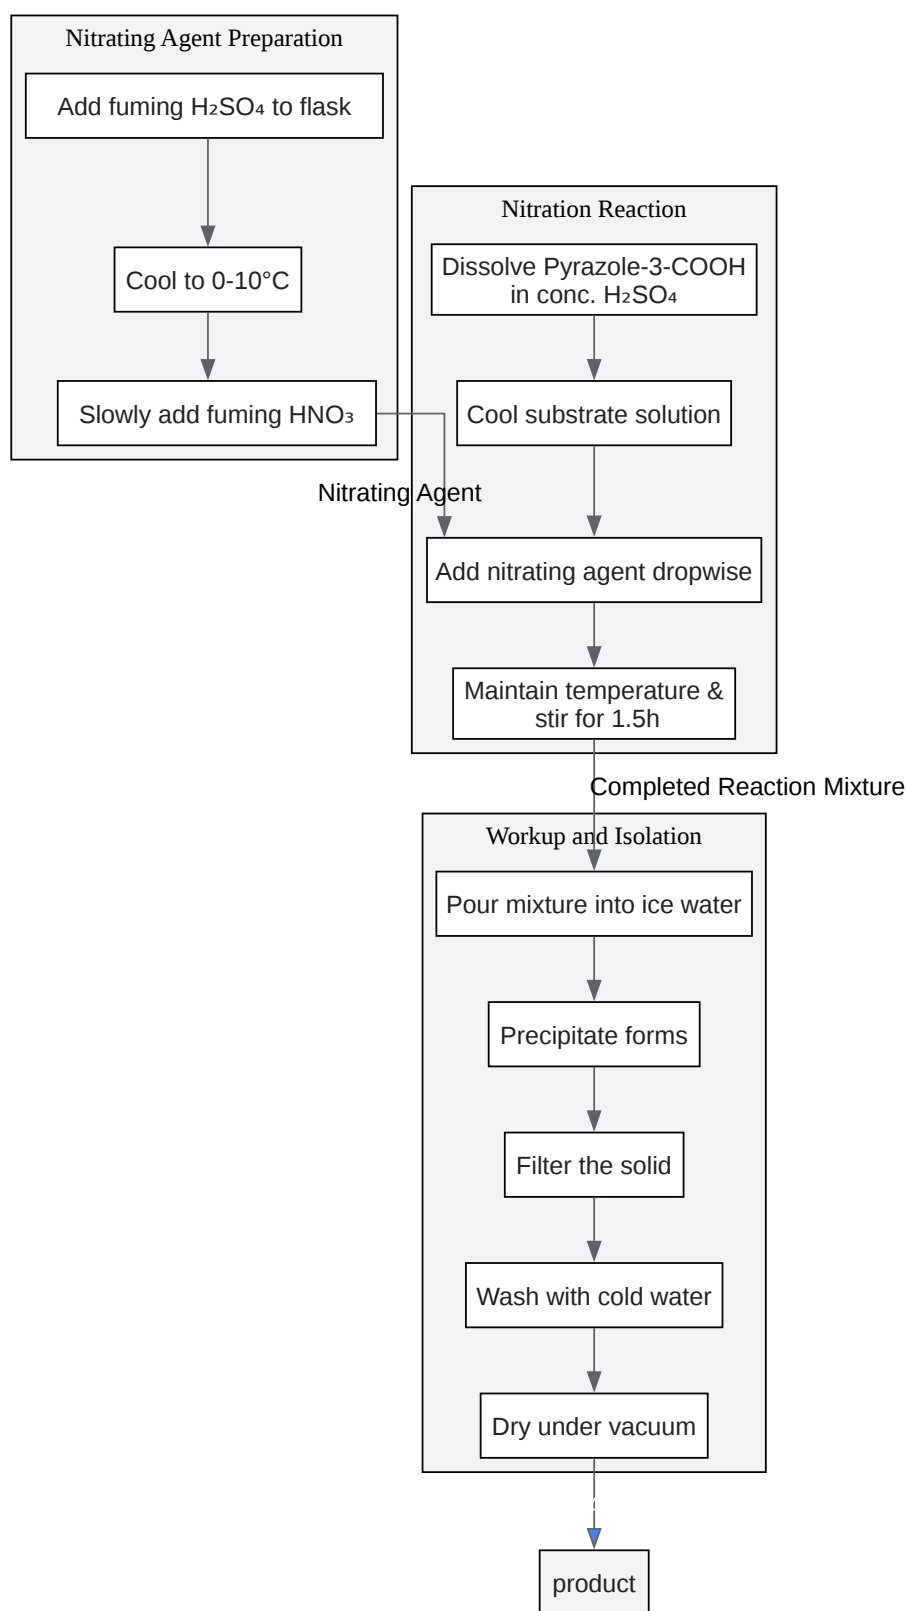 Nitrating Agent Preparation
Add fuming H₂SO₄ to flask
Cool to 0-10°C
Slowly add fuming HNO₃
Nitrating Agent
Nitration Reaction
Dissolve Pyrazole-3-COOH
in conc. H₂SO₄
Cool substrate solution
Add nitrating agent dropwise
Maintain temperature &
stir for 1.5h
Completed Reaction Mixture
Workup and Isolation
Pour mixture into ice water
Precipitate forms
Filter the solid
Wash with cold water
Dry under vacuum
product